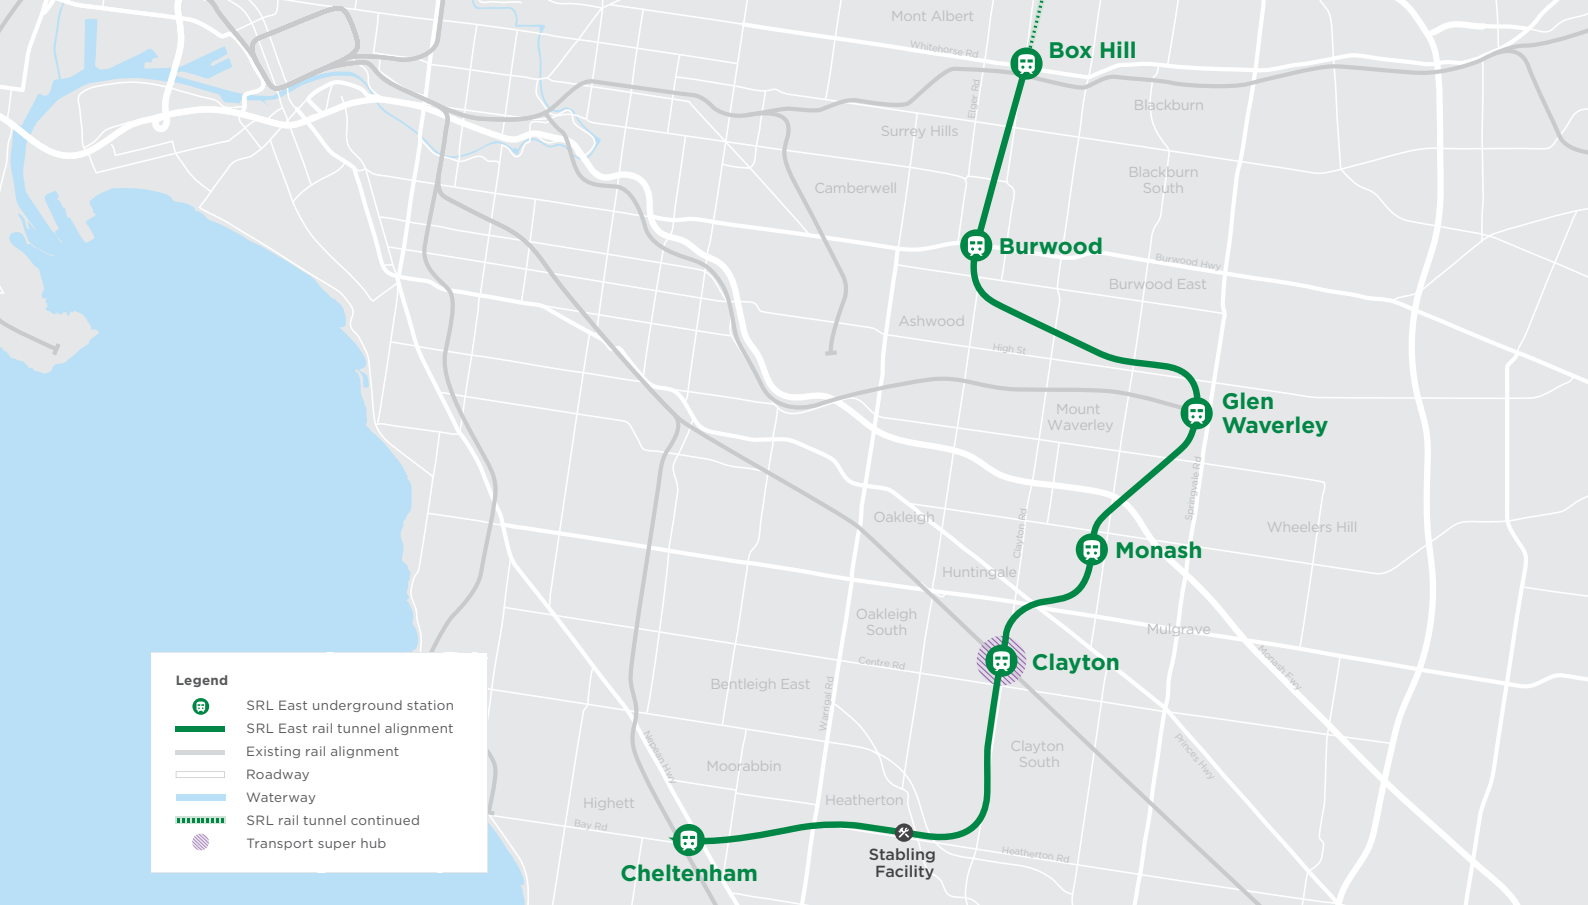 Mont Albert
Whitehorse Rd
Box Hill
Elgar Rd
Blackburn
Surrey Hills
Blackburn
South
Camberwell
Burwood
Burwood Hwy
Burwood East
Ashwood
High St
Glen
Waverley
Mount
Waverley
Springvale Rd
Oakleigh
Clayton Rd
Wheelers Hill
Monash
Huntingale
Oakleigh
South
Mulgrave
Centre Rd
Clayton
Monash Fwy
Bentleigh East
Warrigal Rd
Nepean Hwy
Clayton
South
Princes Hwy
Moorabbin
Highett
Heatherton
Bay Rd
Stabling
Facility
Heatherton Rd
Cheltenham
Legend
SRL East underground station
SRL East rail tunnel alignment
Existing rail alignment
Roadway
Waterway
SRL rail tunnel continued
Transport super hub